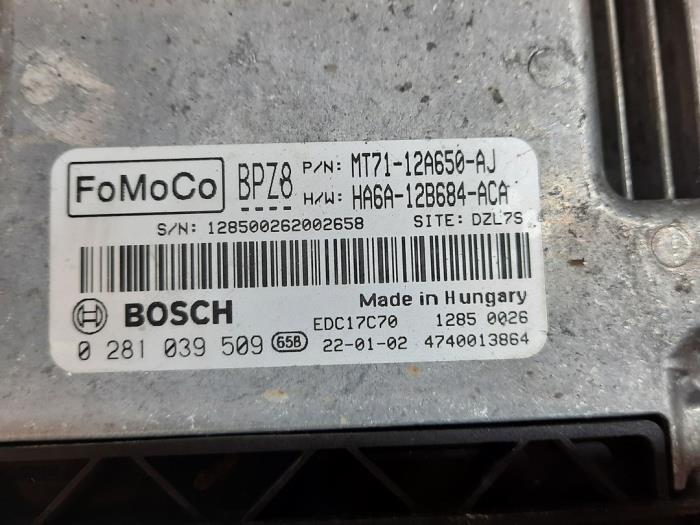 FoMoCo BPZ8 P/N: MT71-12A650-AJ
H/W: HA6A-12B684-ACA
S/N: 128500262002658 SITE: DZL7S
BOSCH Made in Hungary
EDC17C70 1285 0026
0 281 039 509 65B 22-01-02 4740013864